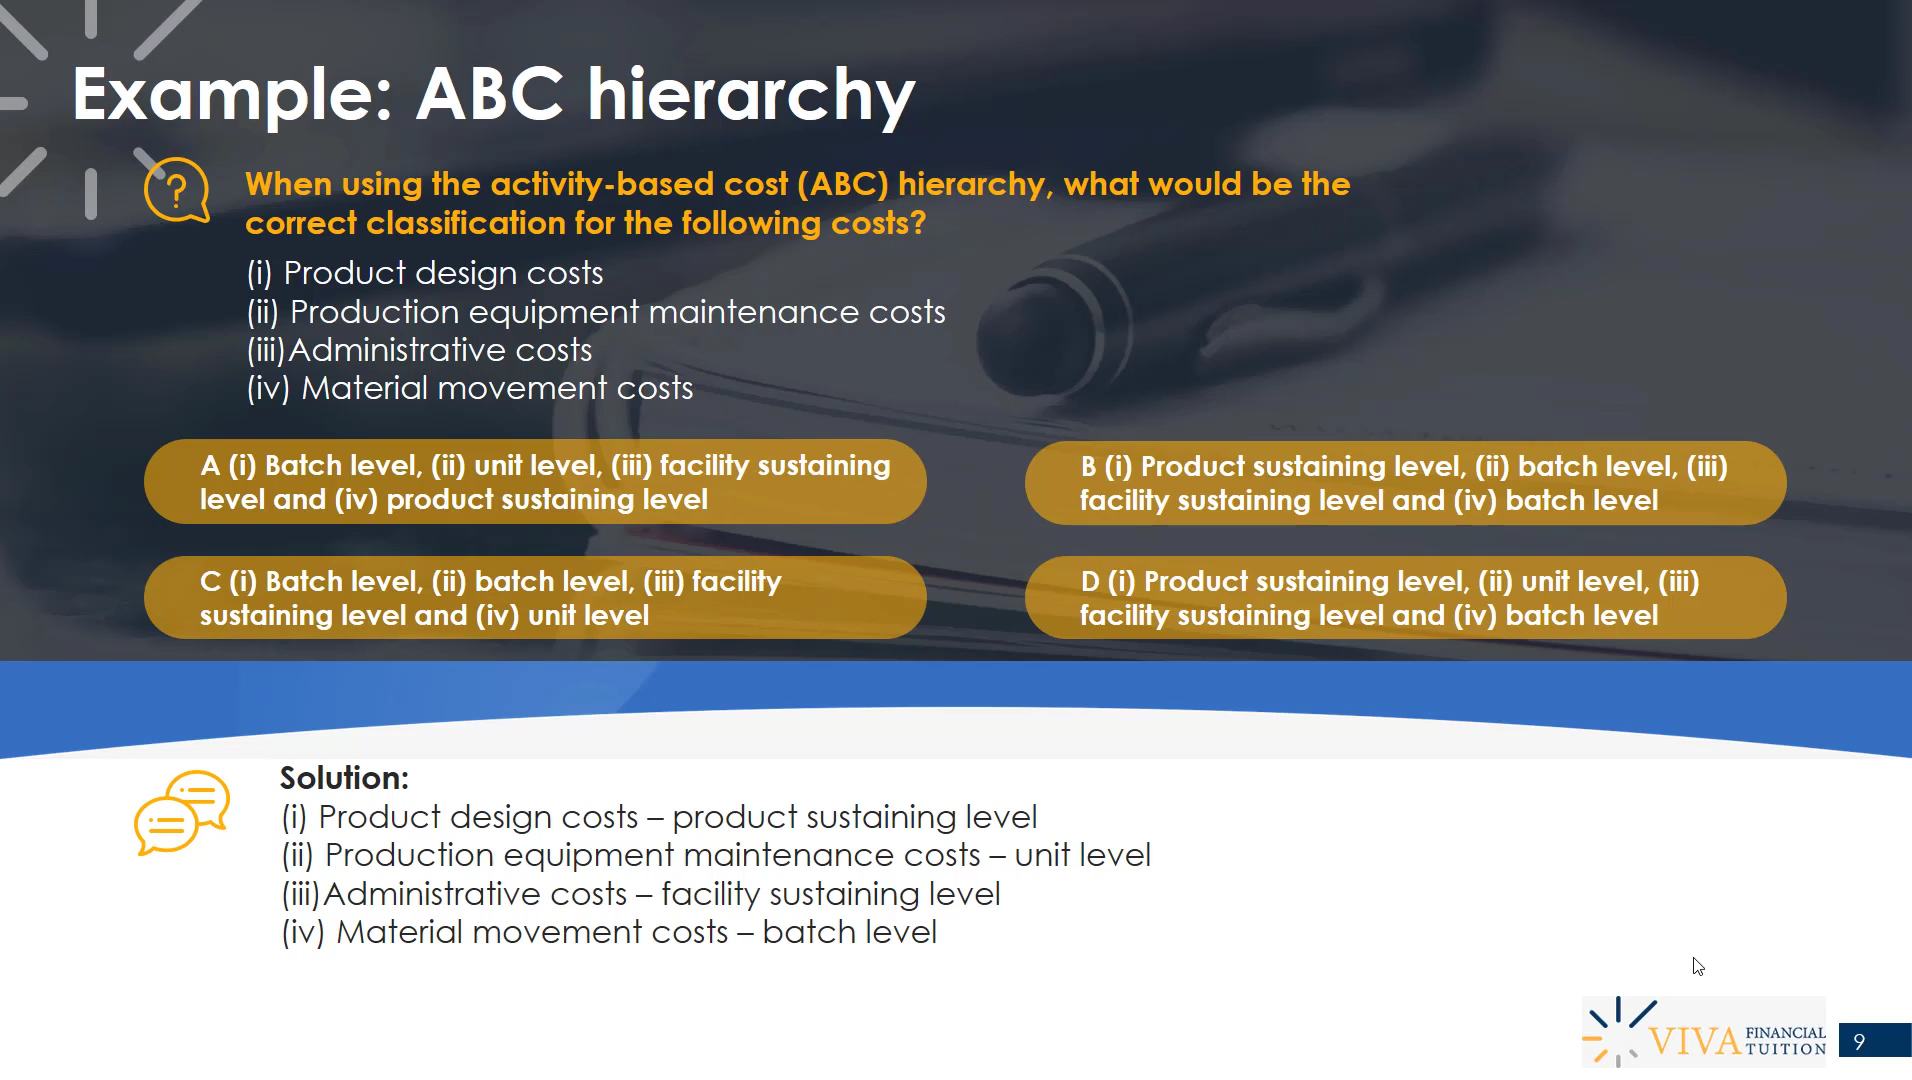 Example: ABC hierarchy
When using the activity-based cost (ABC) hierarchy, what would be the
correct classification for the following costs?
(i) Product design costs
(ii) Production equipment maintenance costs
(iii)Administrative costs
(iv) Material movement costs
A (i) Batch level, (ii) unit level, (iii) facility sustaining
level and (iv) product sustaining level
B (i) Product sustaining level, (ii) batch level, (iii)
facility sustaining level and (iv) batch level
C (i) Batch level, (ii) batch level, (iii) facility
sustaining level and (iv) unit level
D (i) Product sustaining level, (ii) unit level, (iii)
facility sustaining level and (iv) batch level
Solution:
(i) Product design costs – product sustaining level
(ii) Production equipment maintenance costs – unit level
(iii)Administrative costs – facility sustaining level
(iv) Material movement costs – batch level
VIVA FINANCIAL TUITION
9